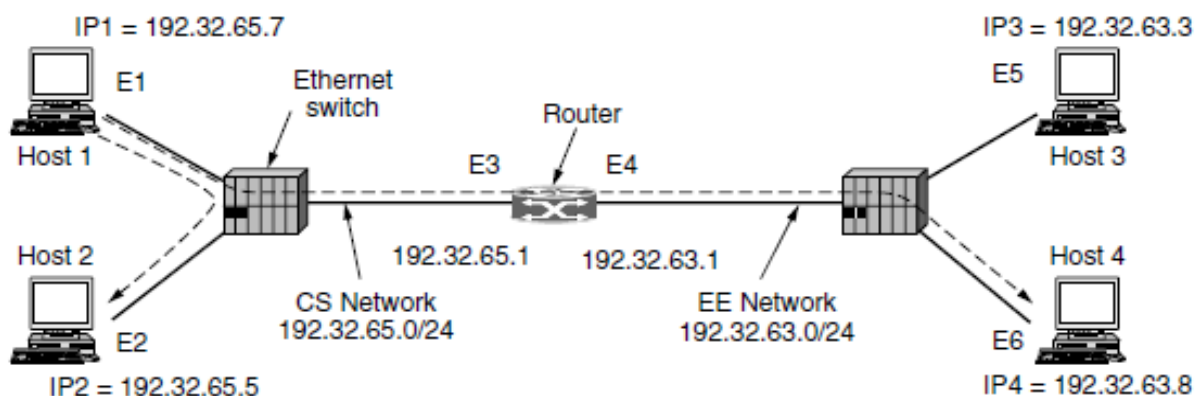 IP1 = 192.32.65.7
IP3 = 192.32.63.3
E1
Ethernet
switch
Router
E5
Host 1
E3
E4
Host 3
Host 2
192.32.65.1
192.32.63.1
Host 4
CS Network
192.32.65.0/24
EE Network
192.32.63.0/24
E2
E6
IP2 = 192.32.65.5
IP4 = 192.32.63.8